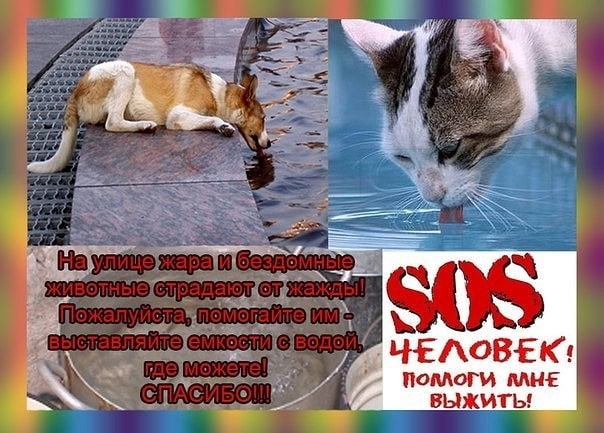 На улице жара и бездомные
животные страдают от жажды!
Пожалуйста, помогайте им -
выставляйте емкости с водой,
где можете!
СПАСИБО!!!
SOS
ЧЕЛОВЕК!
ПОМОГИ МНЕ
ВЫЖИТЬ!